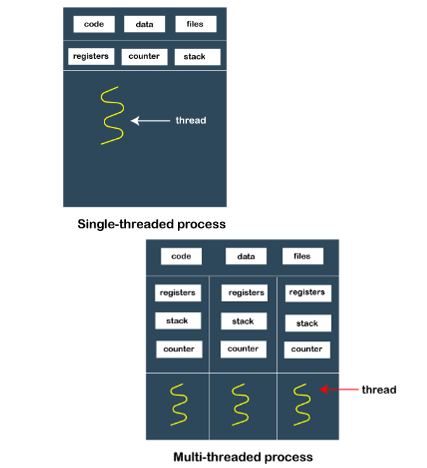 code data files
registers counter stack
thread
Single-threaded process
code data files
registers registers registers
stack stack stack
counter counter counter
thread
Multi-threaded process